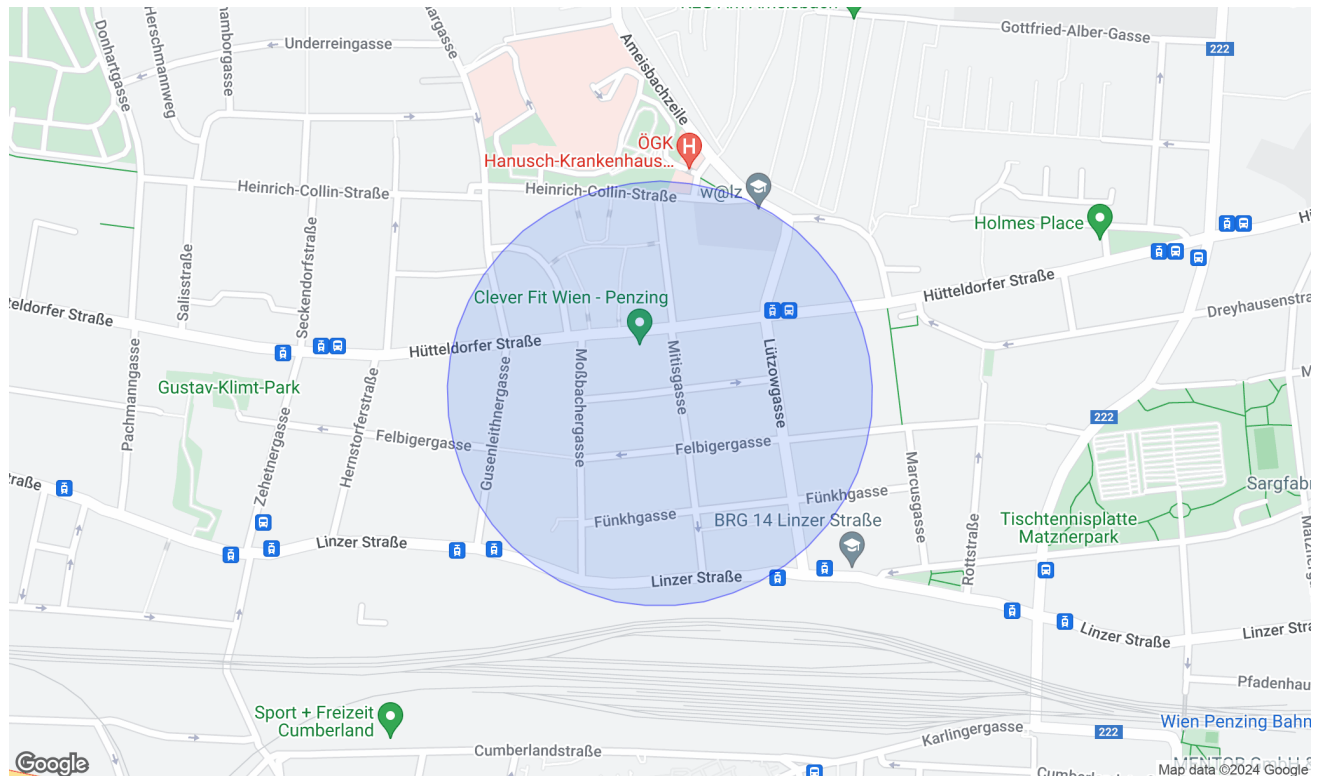 Gottfried-Alber-Gasse
222
Donhartgasse
Herschmannweg
Underreingasse
Ameisbachzeile
ÖGK
Hanusch-Krankenhaus...
Heinrich-Collin-Straße
Heinrich-Collin-Straße
w@lz
Holmes Place
Salisstraße
Seckendorfstraße
Clever Fit Wien - Penzing
Hütteldorfer Straße
Hütteldorfer Straße
teldorfer Straße
Dreyhausenstra
Pachmanngasse
Gustav-Klimt-Park
Hernstorferstraße
Zehetnergasse
Gusenleithnergasse
Moßbachergasse
Mitisgasse
Lützowgasse
222
Felbigergasse
Felbigergasse
Marcusgasse
Fünkhgasse
Fünkhgasse
BRG 14 Linzer Straße
Sargfab
Tischtennisplatte
Matznerpark
Rottstraße
raße
Linzer Straße
Linzer Straße
Linzer Straße
Linzer Stra
Pfadenhau
Sport + Freizeit
Cumberland
Cumberlandstraße
Karlingergasse
222
Wien Penzing Bahn
Google
Map data ©2024 Google